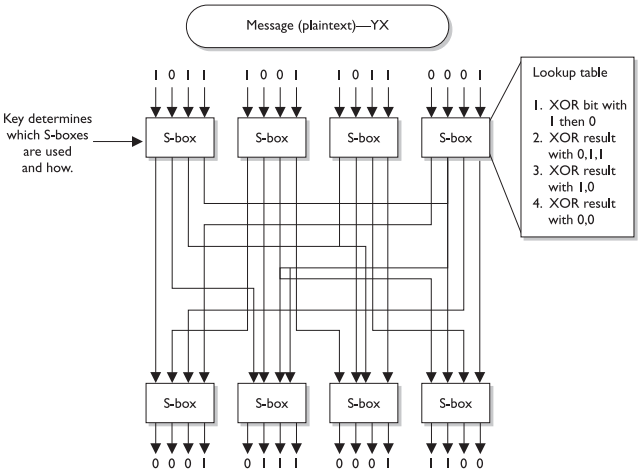 Message (plaintext)—YX
1 0 1 1 1 0 0 1 1 1 0 1 0 0 0 1
Lookup table
1. XOR bit with
1 then 0
2. XOR result
with 0,1,1
3. XOR result
with 1,0
4. XOR result
with 0,0
Key determines
which S-boxes
are used
and how.
S-box S-box S-box S-box
S-box S-box S-box S-box
0 0 0 1 0 1 1 1 0 0 0 1 1 1 0 0